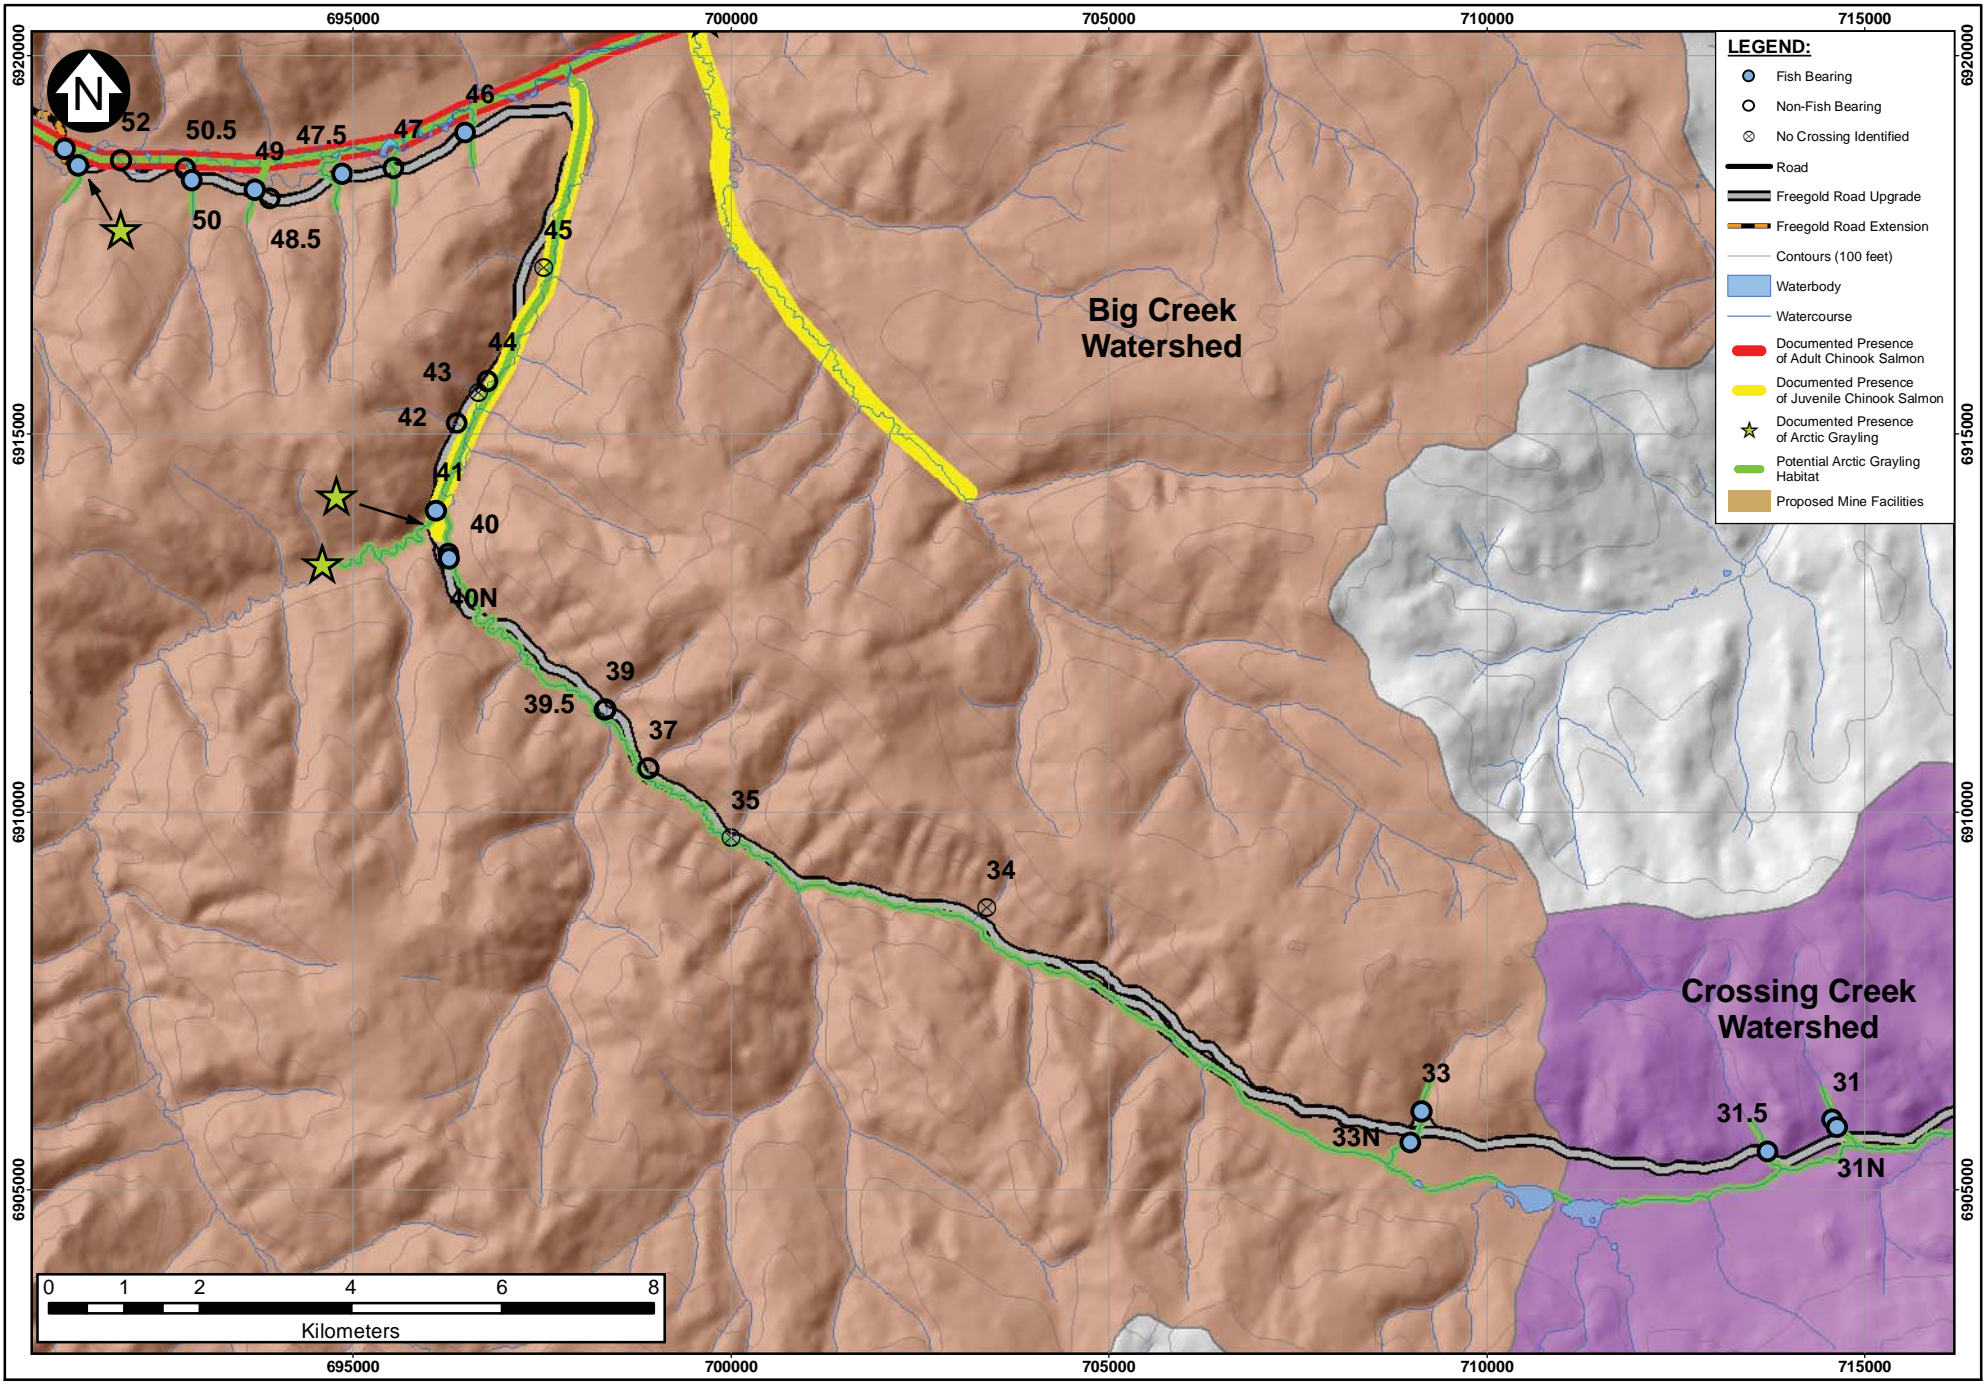 695000
700000
705000
710000
715000
6920000
6915000
6910000
6905000
6920000
6915000
6910000
6905000
N
LEGEND:
Fish Bearing
Non-Fish Bearing
No Crossing Identified
Road
Freegold Road Upgrade
Freegold Road Extension
Contours (100 feet)
Waterbody
Watercourse
Documented Presence
of Adult Chinook Salmon
Documented Presence
of Juvenile Chinook Salmon
Documented Presence
of Arctic Grayling
Potential Arctic Grayling
Habitat
Proposed Mine Facilities
52
50.5
49
47.5
47
46
50
48.5
45
44
43
42
41
40
40N
39
39.5
37
35
34
33
33N
31
31.5
31N
Big Creek
Watershed
Crossing Creek
Watershed
0 1 2 4 6 8
Kilometers
695000
700000
705000
710000
715000